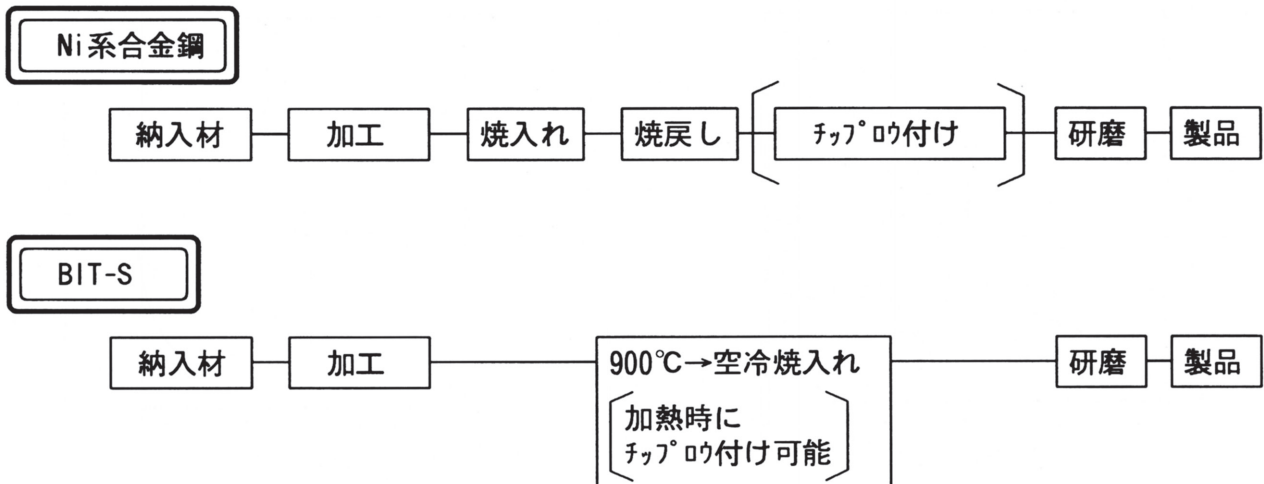 Ni系合金鋼
納入材
加工
焼入れ
焼戻し
ﾁｯﾌﾟﾛｳ付け
研磨
製品
BIT-S
納入材
加工
900℃→空冷焼入れ
加熱時に
ﾁｯﾌﾟﾛｳ付け可能
研磨
製品